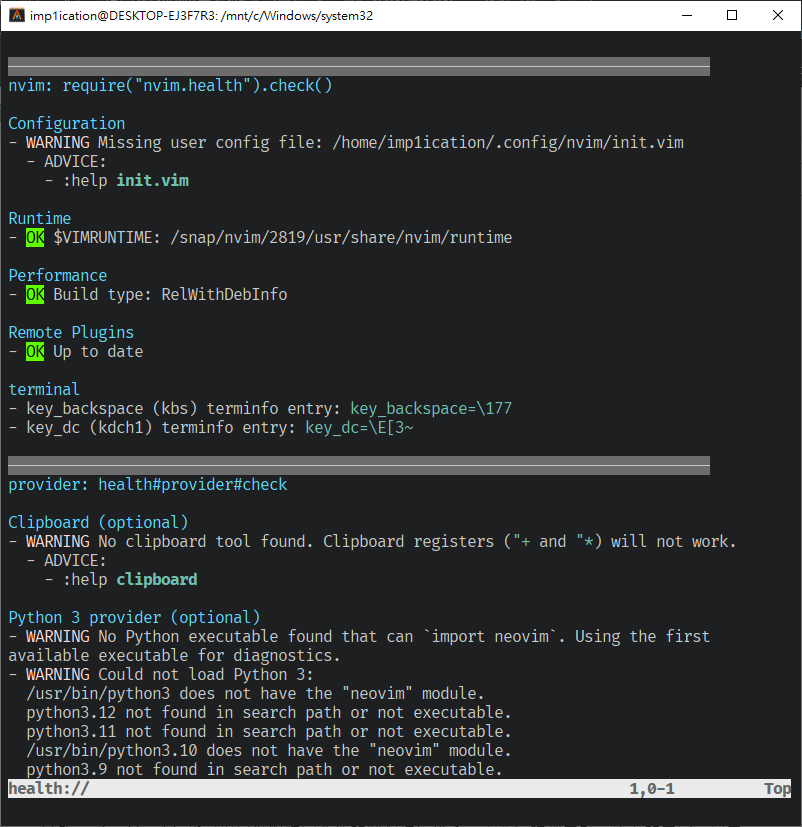 imp1ication@DESKTOP-EJ3F7R3: /mnt/c/Windows/system32
nvim: require("nvim.health").check()
Configuration
- WARNING Missing user config file: /home/imp1ication/.config/nvim/init.vim
- ADVICE:
- :help init.vim
Runtime
- OK $VIMRUNTIME: /snap/nvim/2819/usr/share/nvim/runtime
Performance
- OK Build type: RelWithDebInfo
Remote Plugins
- OK Up to date
terminal
- key_backspace (kbs) terminfo entry: key_backspace=\177
- key_dc (kdch1) terminfo entry: key_dc=\E[3~
provider: health#provider#check
Clipboard (optional)
- WARNING No clipboard tool found. Clipboard registers ("+ and "*) will not work.
- ADVICE:
- :help clipboard
Python 3 provider (optional)
- WARNING No Python executable found that can `import neovim`. Using the first
available executable for diagnostics.
- WARNING Could not load Python 3:
/usr/bin/python3 does not have the "neovim" module.
python3.12 not found in search path or not executable.
python3.11 not found in search path or not executable.
/usr/bin/python3.10 does not have the "neovim" module.
python3.9 not found in search path or not executable.
health:// 1,0-1 Top